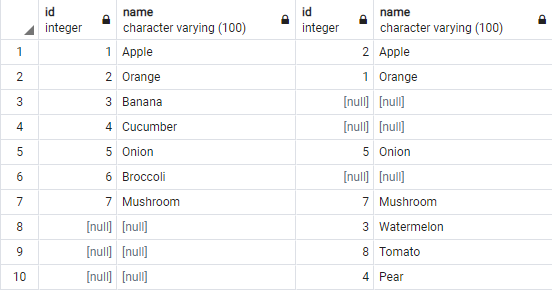 id name id name
integer character varying (100) integer character varying (100)
1 1 Apple 2 Apple
2 2 Orange 1 Orange
3 3 Banana [null] [null]
4 4 Cucumber [null] [null]
5 5 Onion 5 Onion
6 6 Broccoli [null] [null]
7 7 Mushroom 7 Mushroom
8 [null] [null] 3 Watermelon
9 [null] [null] 8 Tomato
10 [null] [null] 4 Pear